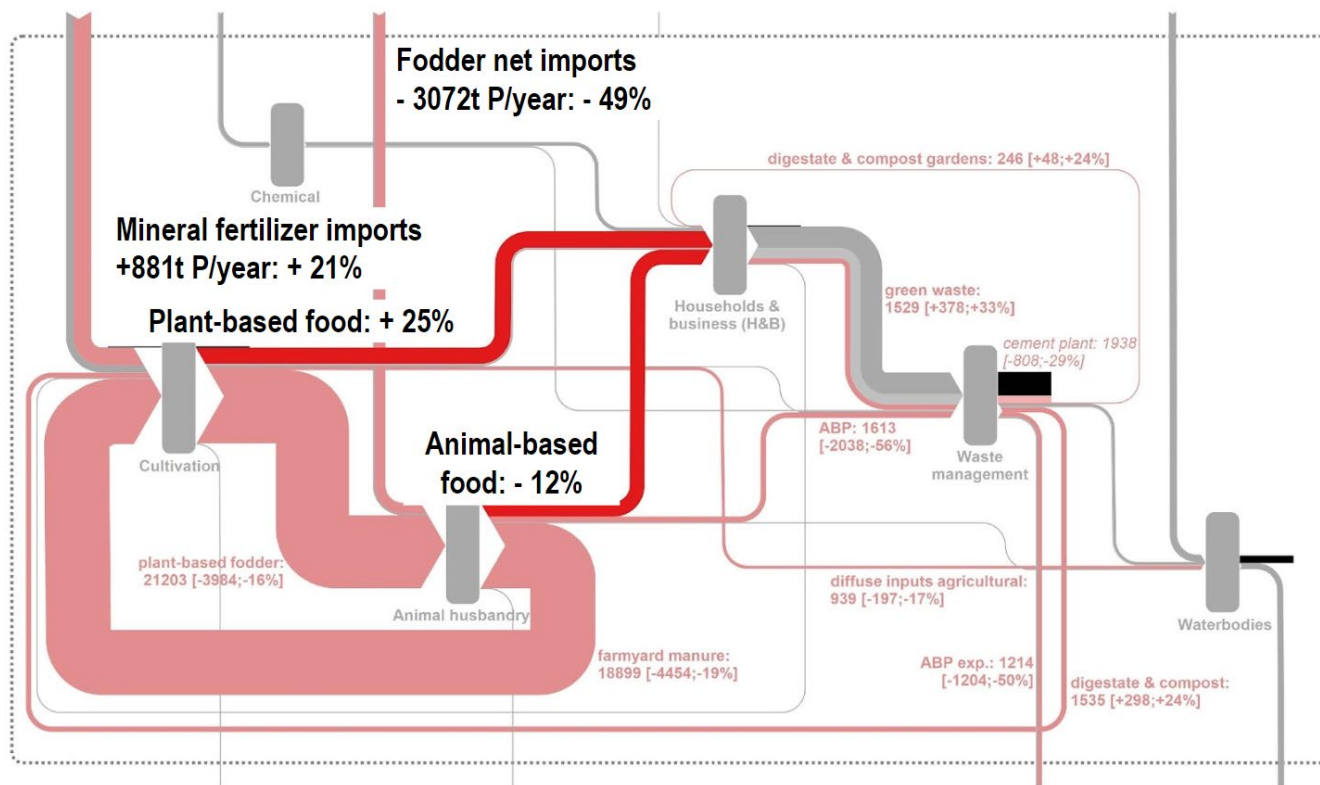 Fodder net imports
- 3072t P/year: - 49%
digestate & compost gardens: 246 [+48;+24%]
Chemical
Mineral fertilizer imports
+881t P/year: + 21%
Plant-based food: + 25%
Households &
business (H&B)
green waste:
1529 [+378;+33%]
cement plant: 1938
[-808;-29%]
Cultivation
Animal-based
food: - 12%
ABP: 1613
[-2038;-56%]
Waste
management
plant-based fodder:
21203 [-3984;-16%]
Animal husbandry
diffuse inputs agricultural:
939 [-197;-17%]
Waterbodies
farmyard manure:
18899 [-4454;-19%]
ABP exp.: 1214
[-1204;-50%]
digestate & compost:
1535 [+298;+24%]